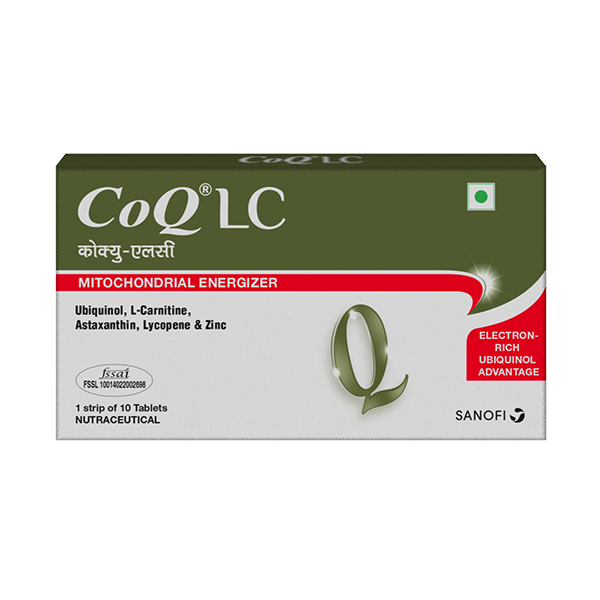 CoQ LC
CoQ® LC
कोक्यु-एलसी
MITOCHONDRIAL ENERGIZER
Ubiquinol, L-Carnitine,
Astaxanthin, Lycopene & Zinc
fssai
FSSL 10014022002698
1 strip of 10 Tablets
NUTRACEUTICAL
Q
ELECTRON-
RICH
UBIQUINOL
ADVANTAGE
SANOFI